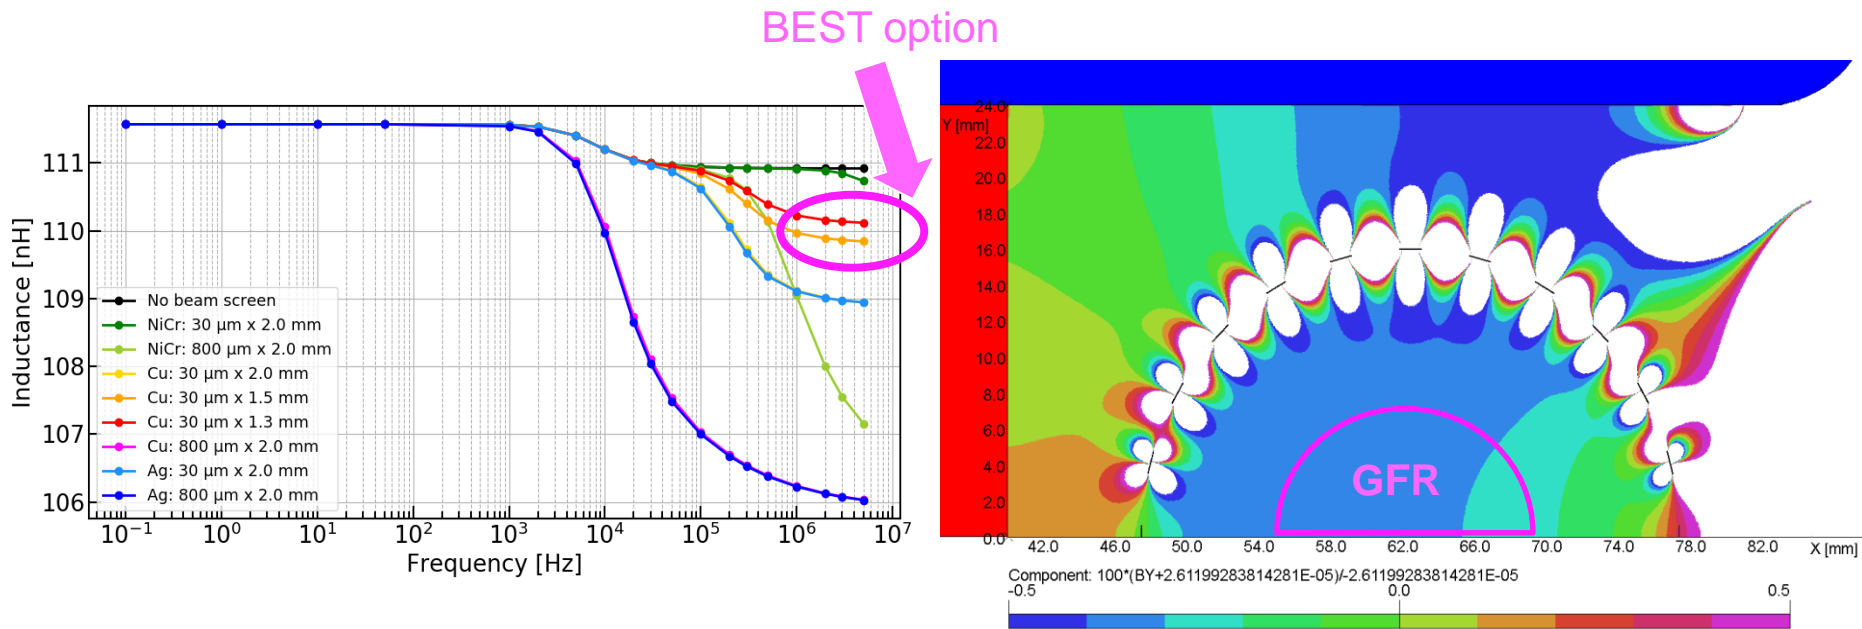 BEST option
Inductance [nH]
111
110
109
108
107
106
No beam screen
NiCr: 30 µm x 2.0 mm
NiCr: 800 µm x 2.0 mm
Cu: 30 µm x 2.0 mm
Cu: 30 µm x 1.5 mm
Cu: 30 µm x 1.3 mm
Cu: 800 µm x 2.0 mm
Ag: 30 µm x 2.0 mm
Ag: 800 µm x 2.0 mm
10⁻¹ 10⁰ 10¹ 10² 10³ 10⁴ 10⁵ 10⁶ 10⁷
Frequency [Hz]
24.0
Y [mm]
22.0
20.0
18.0
16.0
14.0
12.0
10.0
8.0
6.0
4.0
2.0
0.0
GFR
42.0 46.0 50.0 54.0 58.0 62.0 66.0 70.0 74.0 78.0 82.0 X [mm]
Component: 100*(BY+2.61199283814281E-05)/-2.61199283814281E-05
-0.5 0.0 0.5